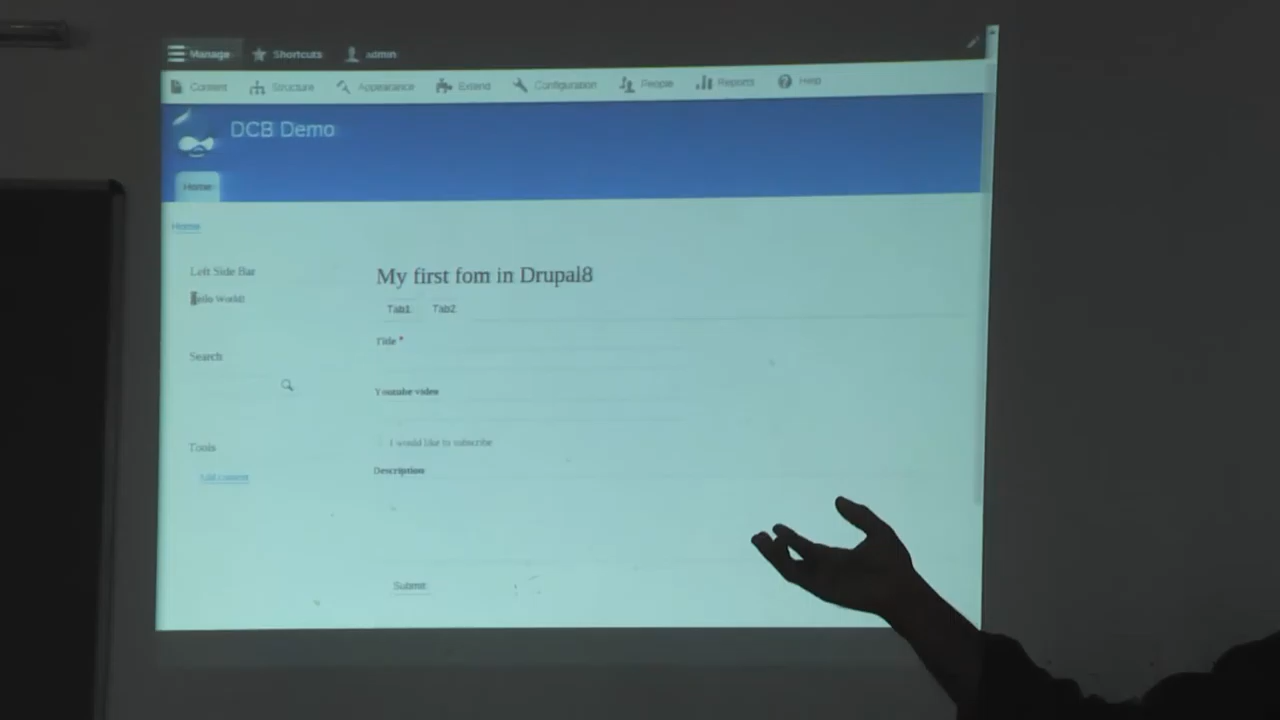 Manage Shortcuts admin
Content Structure Appearance Extend Configuration People Reports Help
DCB Demo
Home
Home
Left Side Bar
Hello World!
Search
Tools
Add content
My first fom in Drupal8
Tab1 Tab2
Title *
Youtube video
I would like to subscribe
Description
Submit